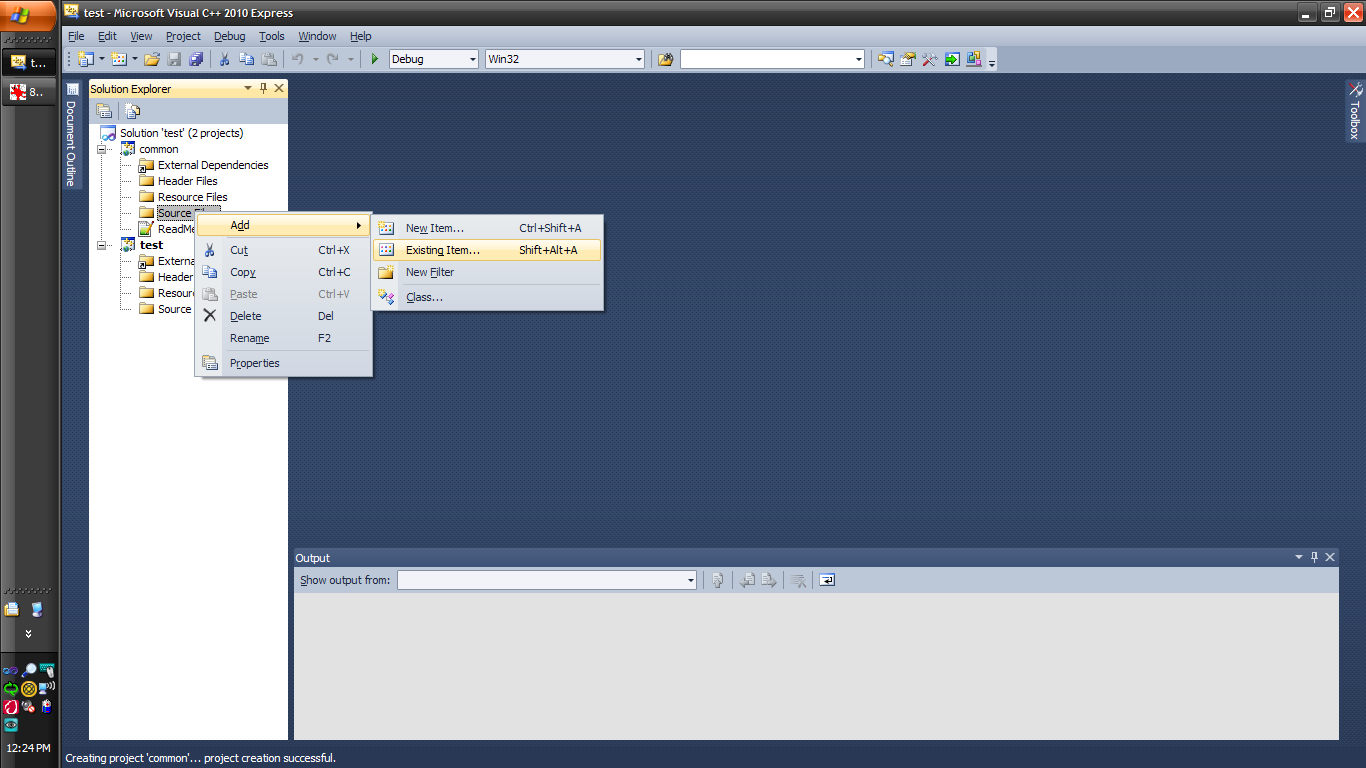 test - Microsoft Visual C++ 2010 Express
File Edit View Project Debug Tools Window Help
t...
Debug Win32
8..
Document Outline
Solution Explorer
Toolbox
Solution 'test' (2 projects)
common
External Dependencies
Header Files
Resource Files
Source
ReadMe
test
Externa
Header
Resour
Source
Add
Cut Ctrl+X
Copy Ctrl+C
Paste Ctrl+V
Delete Del
Rename F2
Properties
New Item... Ctrl+Shift+A
Existing Item... Shift+Alt+A
New Filter
Class...
Output
Show output from:
12:24 PM
Creating project 'common'... project creation successful.